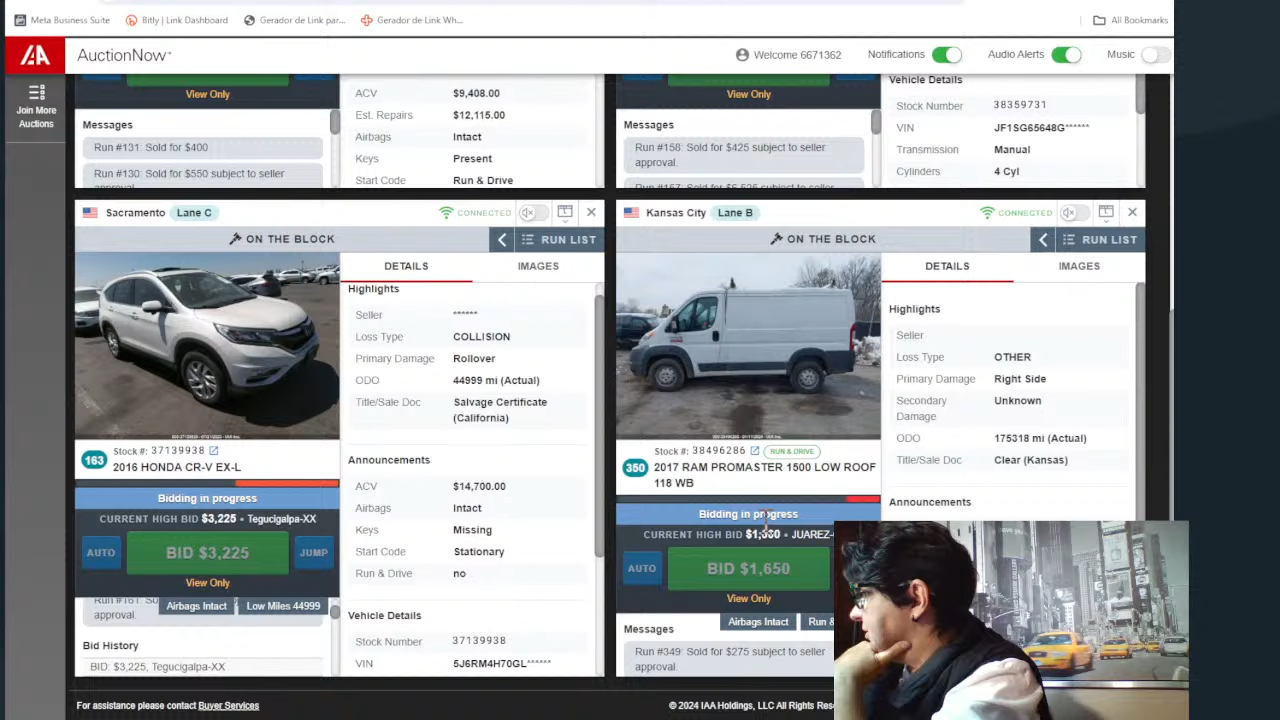 Meta Business Suite
Bitly | Link Dashboard
Gerador de Link par...
Gerador de Link Wh...
All Bookmarks
IAA
AuctionNow
Welcome 6671362
Notifications
Audio Alerts
Music
Join More
Auctions
View Only
Messages
Run #131: Sold for $400
Run #130: Sold for $550 subject to seller
approval.
ACV $9,408.00
Est. Repairs $12,115.00
Airbags Intact
Keys Present
Start Code Run & Drive
View Only
Messages
Run #158: Sold for $425 subject to seller
approval.
Vehicle Details
Stock Number 38359731
VIN JF1SG65648G******
Transmission Manual
Cylinders 4 Cyl
Sacramento Lane C
CONNECTED
ON THE BLOCK
RUN LIST
DETAILS
IMAGES
Highlights
Seller ******
Loss Type COLLISION
Primary Damage Rollover
ODO 44999 mi (Actual)
Title/Sale Doc Salvage Certificate
(California)
Announcements
ACV $14,700.00
Airbags Intact
Keys Missing
Start Code Stationary
Run & Drive no
Vehicle Details
Stock Number 37139938
VIN 5J6RM4H70GL******
163
Stock #: 37139938
2016 HONDA CR-V EX-L
Bidding in progress
CURRENT HIGH BID $3,225 • Tegucigalpa-XX
AUTO
BID $3,225
JUMP
View Only
approval.
Airbags Intact
Low Miles 44999
Bid History
BID: $3,225, Tegucigalpa-XX
Kansas City Lane B
CONNECTED
ON THE BLOCK
RUN LIST
DETAILS
IMAGES
Highlights
Seller
Loss Type OTHER
Primary Damage Right Side
Secondary
Damage Unknown
ODO 175318 mi (Actual)
Title/Sale Doc Clear (Kansas)
Announcements
350
Stock #: 38496286
RUN & DRIVE
2017 RAM PROMASTER 1500 LOW ROOF
118 WB
Bidding in progress
CURRENT HIGH BID • JUAREZ-
AUTO
BID $1,650
View Only
Airbags Intact
Run &
Messages
Run #349: Sold for $275 subject to seller
approval.
For assistance please contact Buyer Services
© 2024 IAA Holdings, LLC All Rights Res